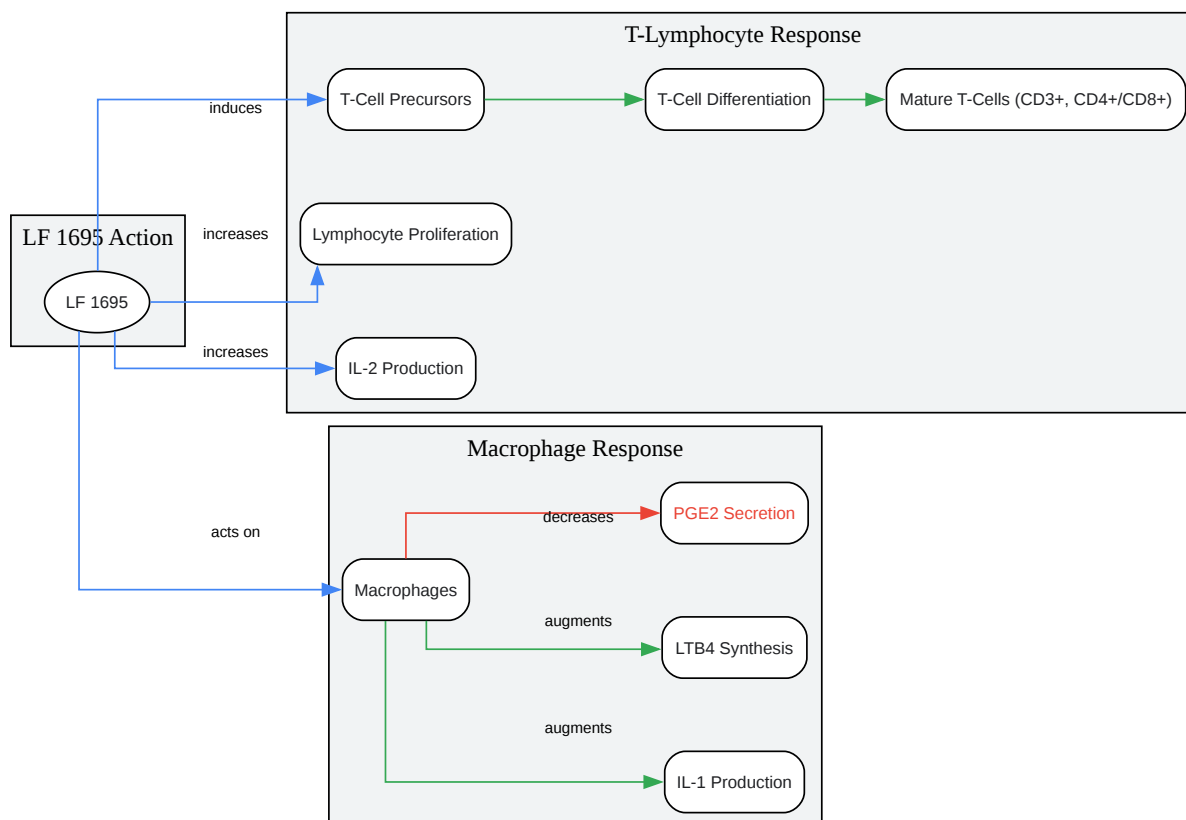 T-Lymphocyte Response
T-Cell Precursors
T-Cell Differentiation
Mature T-Cells (CD3+, CD4+/CD8+)
induces
LF 1695 Action
LF 1695
increases
Lymphocyte Proliferation
increases
IL-2 Production
Macrophage Response
acts on
Macrophages
decreases
PGE2 Secretion
augments
LTB4 Synthesis
augments
IL-1 Production